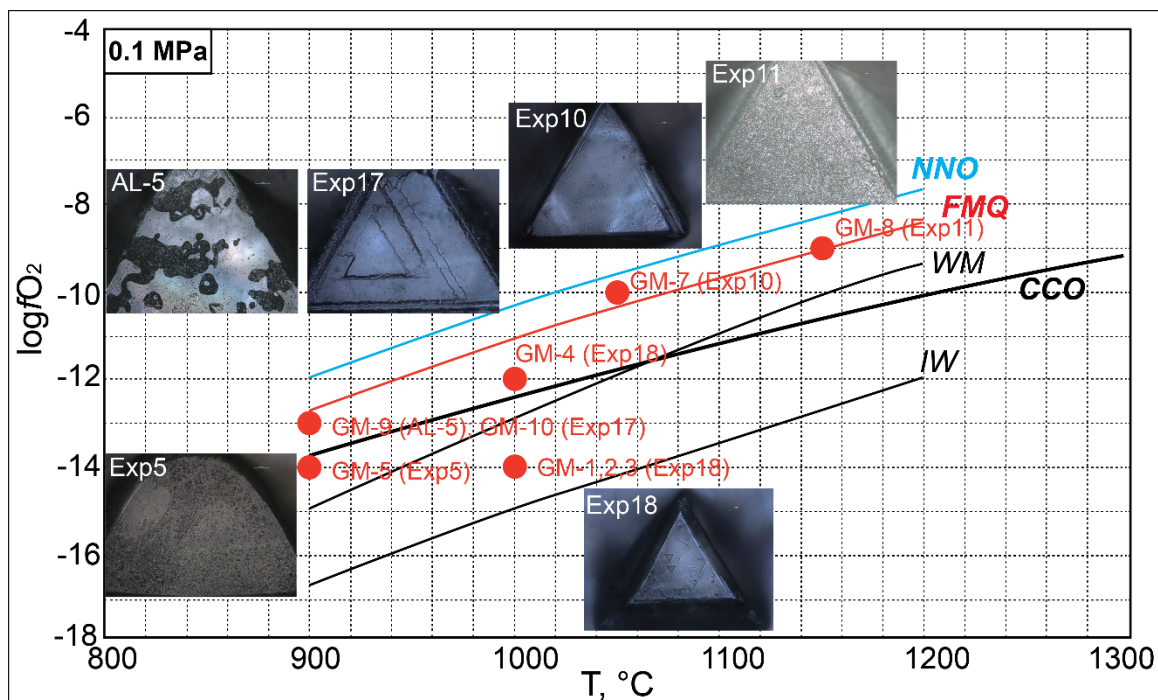 -4
0.1 MPa
Exp11
-6
Exp10
AL-5
Exp17
NNO
-8
FMQ
GM-8 (Exp11)
WM
logfO₂
-10
GM-7 (Exp10)
CCO
GM-4 (Exp18)
IW
-12
GM-9 (AL-5), GM-10 (Exp17)
-14
GM-5 (Exp5)
GM-1,2,3 (Exp18)
Exp5
Exp18
-16
-18
800
900
1000
1100
1200
1300
T, °C